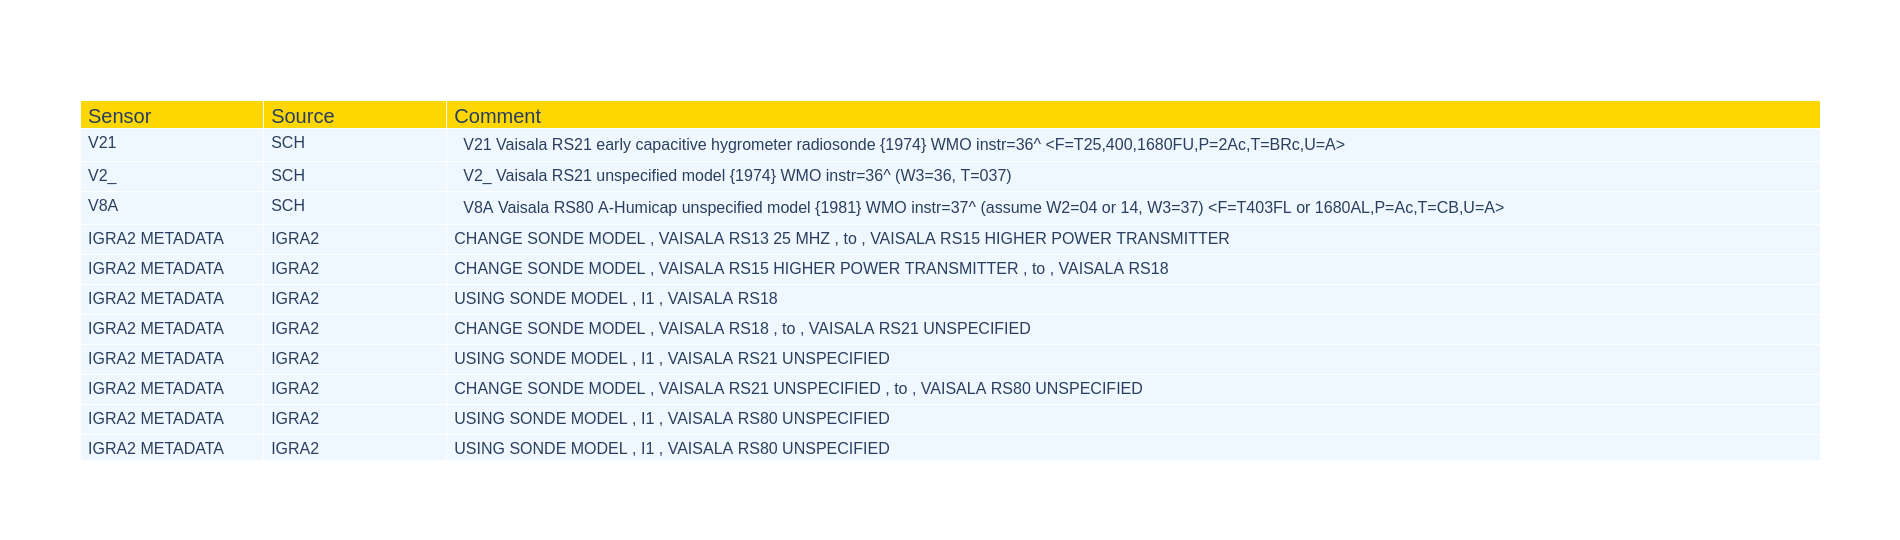 Sensor Source Comment
V21 SCH V21 Vaisala RS21 early capacitive hygrometer radiosonde {1974} WMO instr=36^ <F=T25,400,1680FU,P=2Ac,T=BRc,U=A>
V2_ SCH V2_ Vaisala RS21 unspecified model {1974} WMO instr=36^ (W3=36, T=037)
V8A SCH V8A Vaisala RS80 A-Humicap unspecified model {1981} WMO instr=37^ (assume W2=04 or 14, W3=37) <F=T403FL or 1680AL,P=Ac,T=CB,U=A>
IGRA2 METADATA IGRA2 CHANGE SONDE MODEL , VAISALA RS13 25 MHZ , to , VAISALA RS15 HIGHER POWER TRANSMITTER
IGRA2 METADATA IGRA2 CHANGE SONDE MODEL , VAISALA RS15 HIGHER POWER TRANSMITTER , to , VAISALA RS18
IGRA2 METADATA IGRA2 USING SONDE MODEL , I1 , VAISALA RS18
IGRA2 METADATA IGRA2 CHANGE SONDE MODEL , VAISALA RS18 , to , VAISALA RS21 UNSPECIFIED
IGRA2 METADATA IGRA2 USING SONDE MODEL , I1 , VAISALA RS21 UNSPECIFIED
IGRA2 METADATA IGRA2 CHANGE SONDE MODEL , VAISALA RS21 UNSPECIFIED , to , VAISALA RS80 UNSPECIFIED
IGRA2 METADATA IGRA2 USING SONDE MODEL , I1 , VAISALA RS80 UNSPECIFIED
IGRA2 METADATA IGRA2 USING SONDE MODEL , I1 , VAISALA RS80 UNSPECIFIED